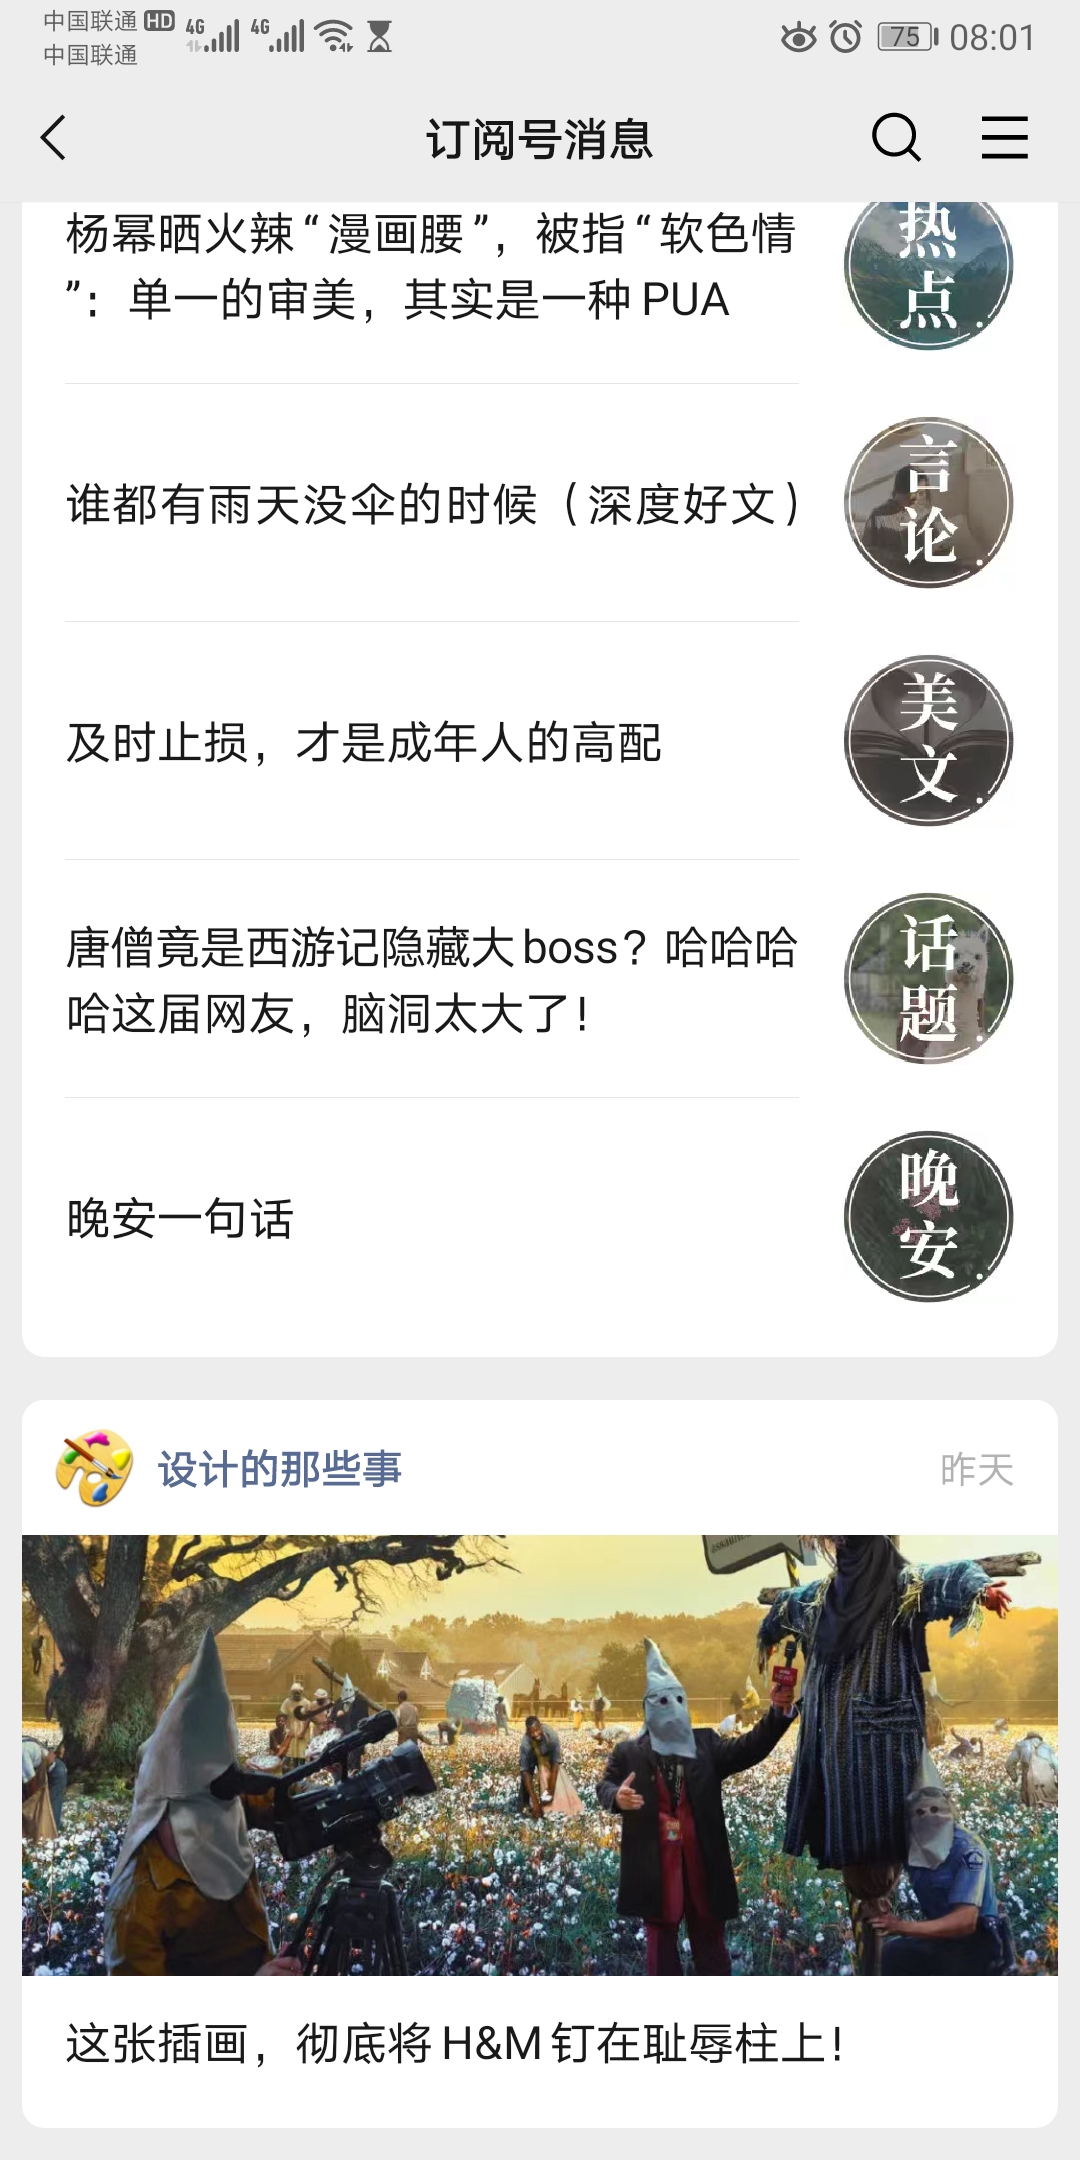 中国联通 HD 4G 4G 75 08:01
中国联通
订阅号消息
杨幂晒火辣“漫画腰”，被指“软色情
”：单一的审美，其实是一种 PUA
热
点
谁都有雨天没伞的时候（深度好文）
言
论
及时止损，才是成年人的高配
美
文
唐僧竟是西游记隐藏大boss？哈哈哈
哈这届网友，脑洞太大了！
话
题
晚安一句话
晚
安
设计的那些事
昨天
NEWS
这张插画，彻底将H&M钉在耻辱柱上！